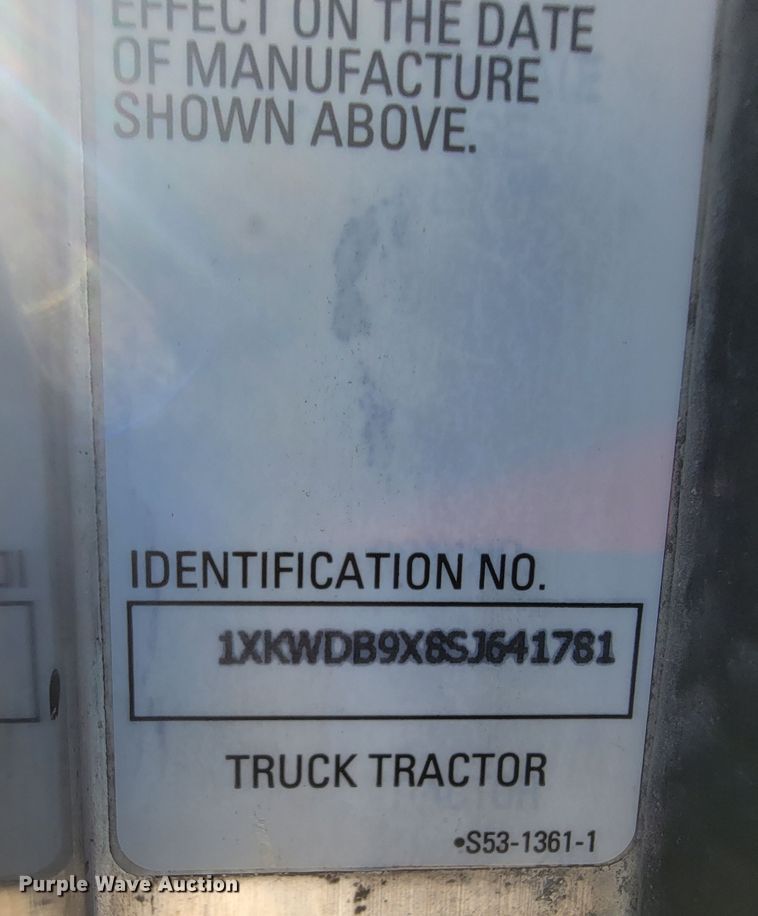 EFFECT ON THE DATE
OF MANUFACTURE
SHOWN ABOVE.
IDENTIFICATION NO.
1XKWDB9X8SJ641781
TRUCK TRACTOR
•S53-1361-1
Purple Wave Auction